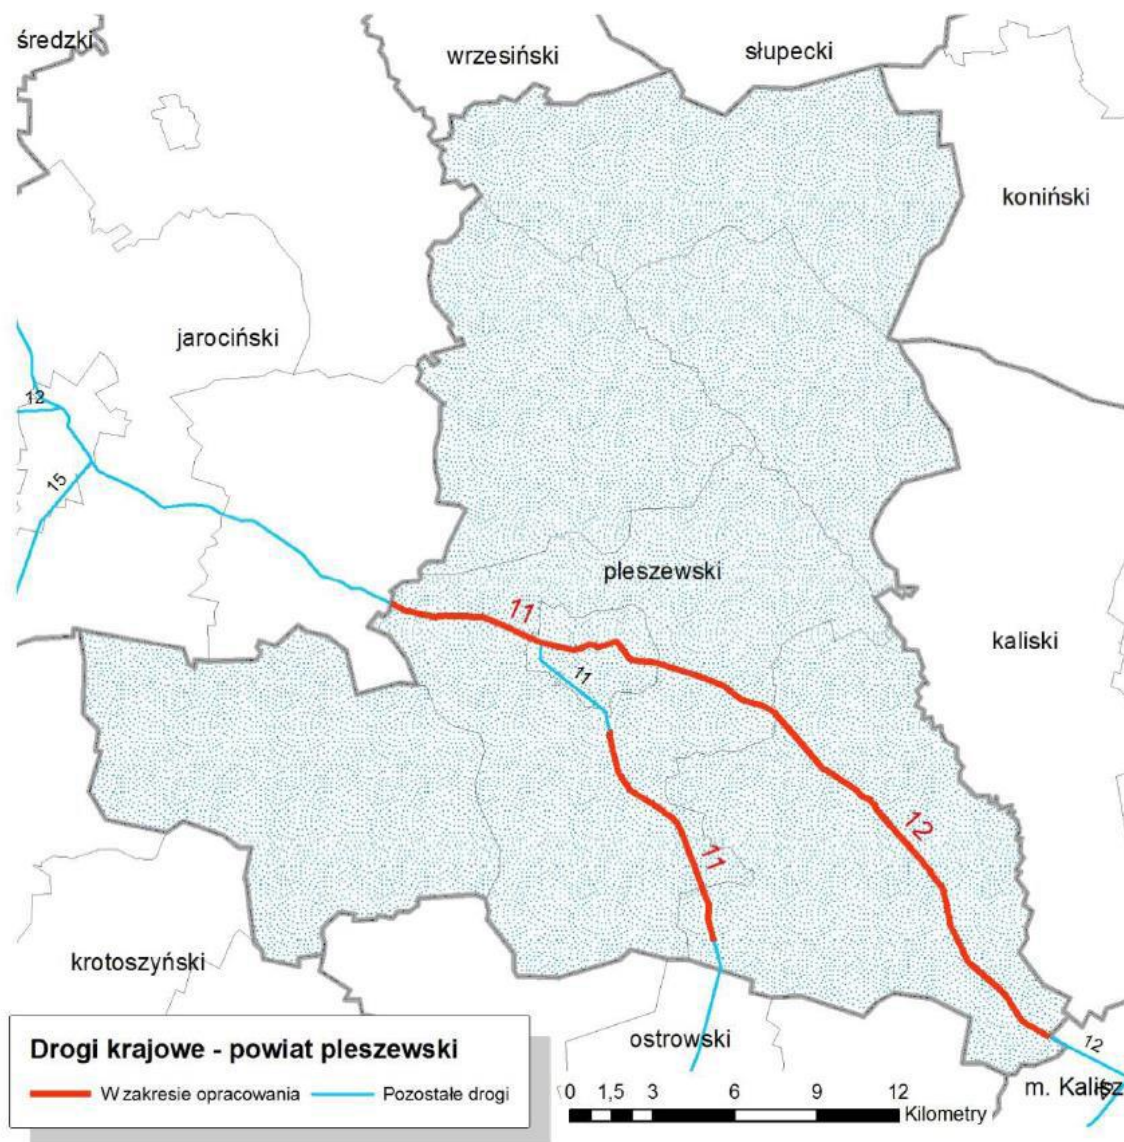 średzki
wrzesiński
słupecki
koniński
jarociński
12
15
pleszewski
11
11
kaliski
12
11
krotoszyński
ostrowski
12
m. Kalisz
Drogi krajowe - powiat pleszewski
W zakresie opracowania
Pozostałe drogi
0 1,5 3 6 9 12
Kilometry